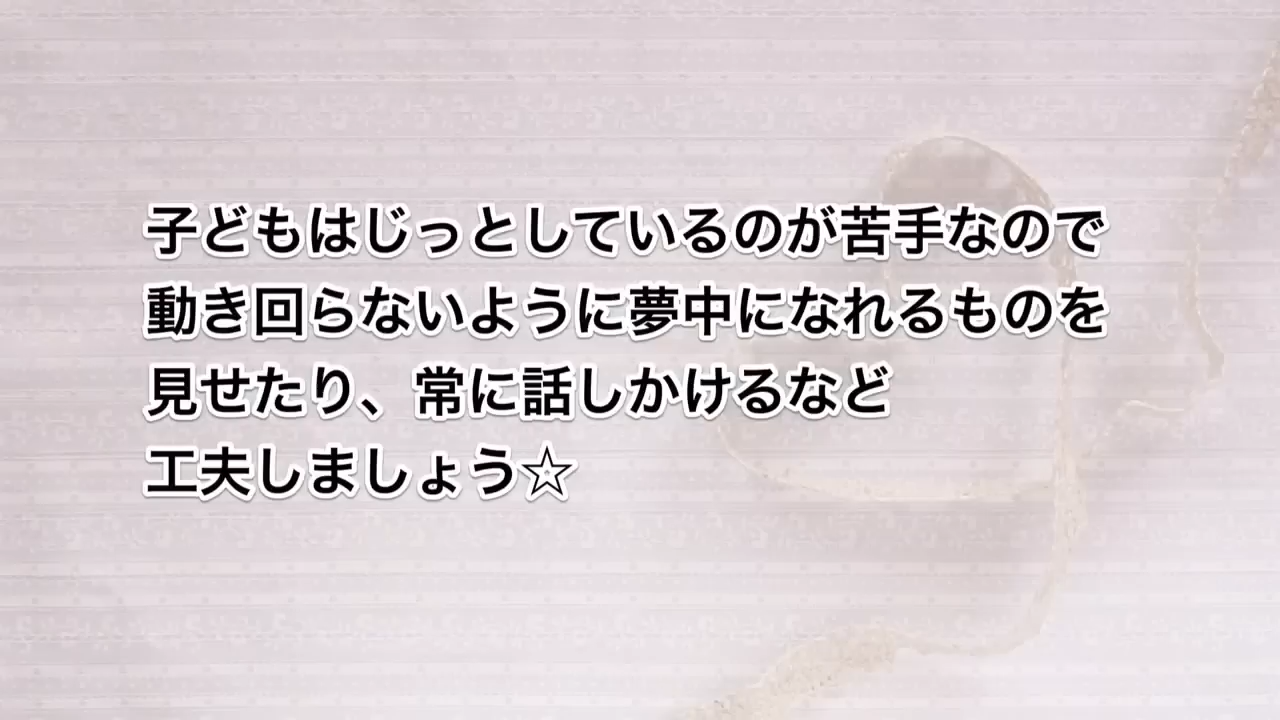 子どもはじっとしているのが苦手なので
動き回らないように夢中になれるものを
見せたり、常に話しかけるなど
工夫しましょう☆